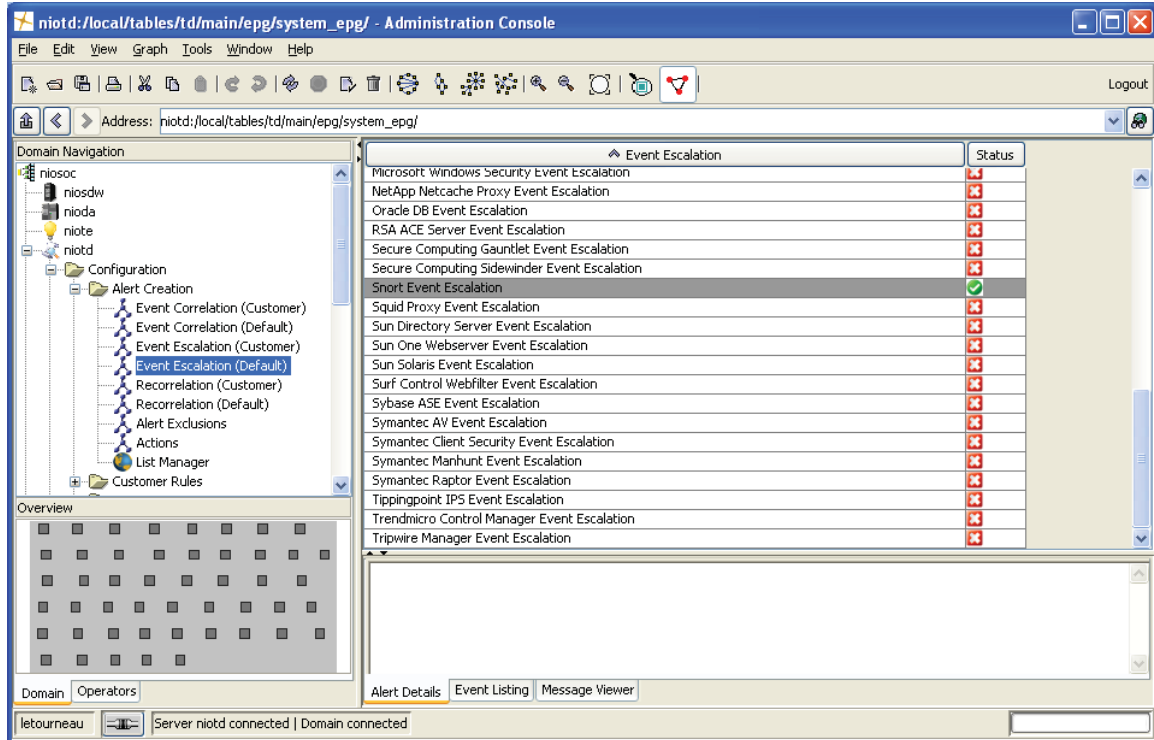 niotd:/local/tables/td/main/epg/system_epg/ - Administration Console
File Edit View Graph Tools Window Help
Logout
Address: niotd:/local/tables/td/main/epg/system_epg/
Domain Navigation
niosoc
niosdw
nioda
niote
niotd
Configuration
Alert Creation
Event Correlation (Customer)
Event Correlation (Default)
Event Escalation (Customer)
Event Escalation (Default)
Recorrelation (Customer)
Recorrelation (Default)
Alert Exclusions
Actions
List Manager
Customer Rules
Overview
Domain Operators
Event Escalation Status
Microsoft Windows Security Event Escalation
NetApp Netcache Proxy Event Escalation
Oracle DB Event Escalation
RSA ACE Server Event Escalation
Secure Computing Gauntlet Event Escalation
Secure Computing Sidewinder Event Escalation
Snort Event Escalation
Squid Proxy Event Escalation
Sun Directory Server Event Escalation
Sun One Webserver Event Escalation
Sun Solaris Event Escalation
Surf Control Webfilter Event Escalation
Sybase ASE Event Escalation
Symantec AV Event Escalation
Symantec Client Security Event Escalation
Symantec Manhunt Event Escalation
Symantec Raptor Event Escalation
Tippingpoint IPS Event Escalation
Trendmicro Control Manager Event Escalation
Tripwire Manager Event Escalation
Alert Details Event Listing Message Viewer
letourneau Server niotd connected | Domain connected